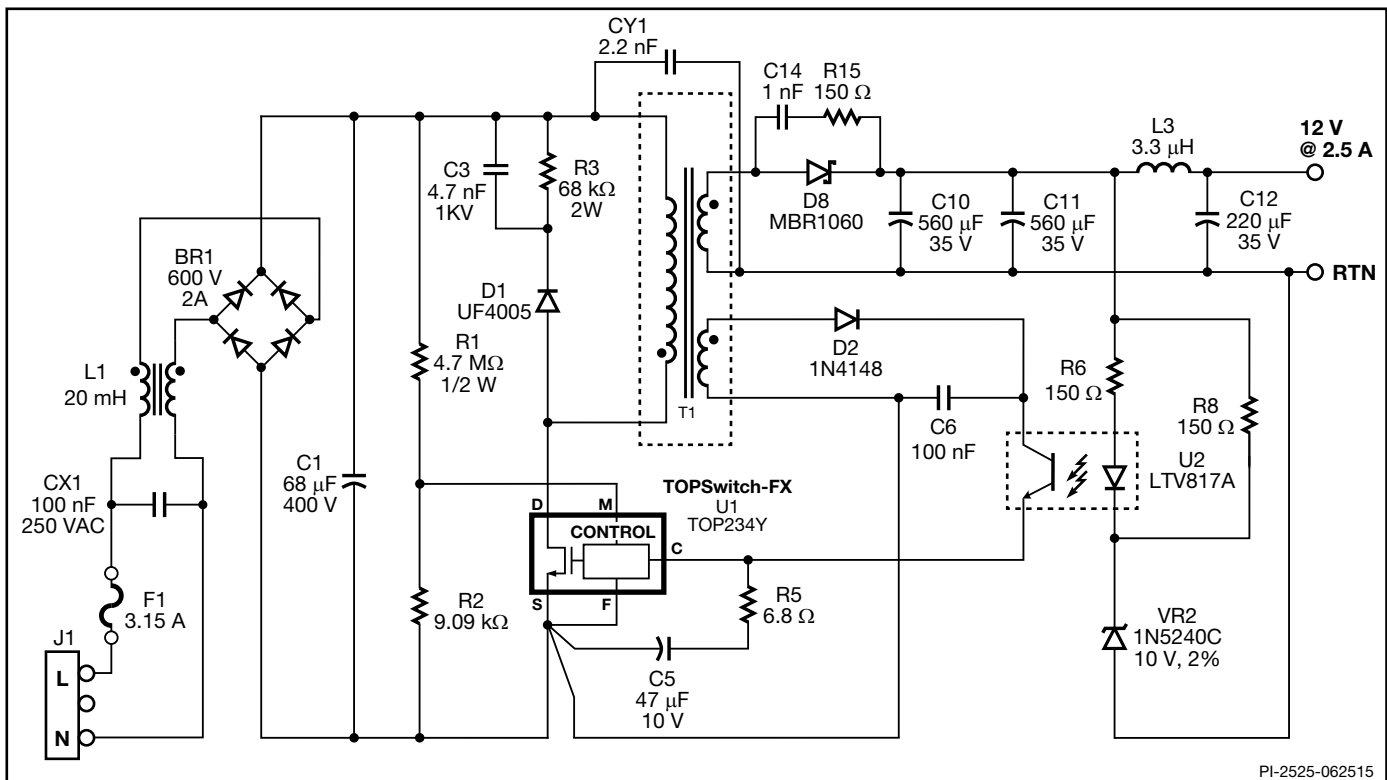 CY1
2.2 nF
C14
1 nF
R15
150 Ω
L3
3.3 µH
12 V
@ 2.5 A
C3
4.7 nF
1KV
R3
68 kΩ
2W
D8
MBR1060
C10
560 µF
35 V
C11
560 µF
35 V
C12
220 µF
35 V
RTN
BR1
600 V
2A
D1
UF4005
D2
1N4148
R1
4.7 MΩ
1/2 W
L1
20 mH
T1
R6
150 Ω
R8
150 Ω
C6
100 nF
U2
LTV817A
C1
68 µF
400 V
CX1
100 nF
250 VAC
TOPSwitch-FX
U1
TOP234Y
D
M
CONTROL
C
S
F
F1
3.15 A
R2
9.09 kΩ
R5
6.8 Ω
VR2
1N5240C
10 V, 2%
J1
L
N
C5
47 µF
10 V
PI-2525-062515